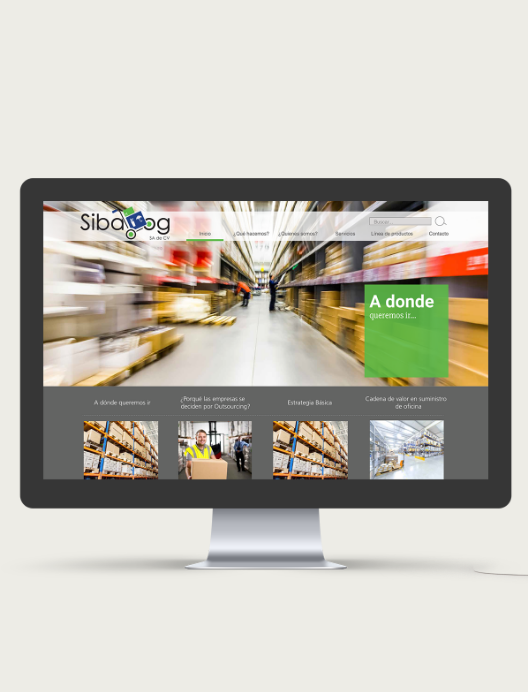 Sibalog
SA de CV
Buscar
Inicio
¿Qué hacemos?
¿Quiénes somos?
Servicios
Línea de productos
Contacto
A donde
queremos ir...
A dónde queremos ir
¿Porqué las empresas se
deciden por Outsourcing?
Estrategia Básica
Cadena de valor en suministro
de oficina